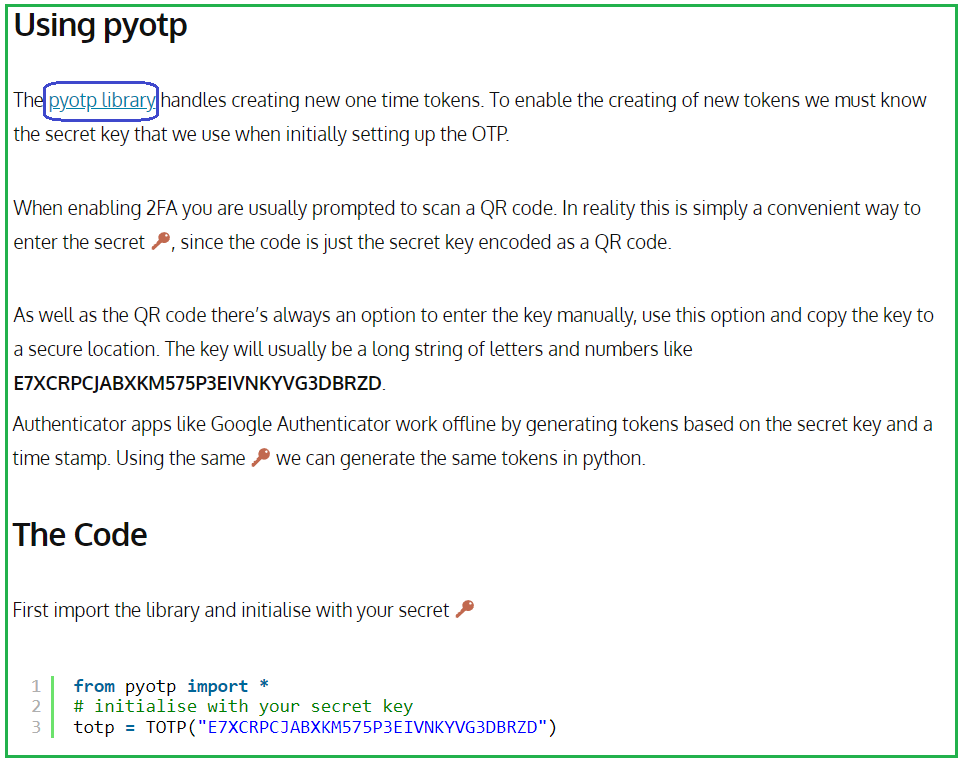 Using pyotp
The pyotp library handles creating new one time tokens. To enable the creating of new tokens we must know
the secret key that we use when initially setting up the OTP.
When enabling 2FA you are usually prompted to scan a QR code. In reality this is simply a convenient way to
enter the secret 🔑, since the code is just the secret key encoded as a QR code.
As well as the QR code there’s always an option to enter the key manually, use this option and copy the key to
a secure location. The key will usually be a long string of letters and numbers like
E7XCRPCJABXKM575P3EIVNKYVG3DBRZD.
Authenticator apps like Google Authenticator work offline by generating tokens based on the secret key and a
time stamp. Using the same 🔑 we can generate the same tokens in python.
The Code
First import the library and initialise with your secret 🔑
1 from pyotp import *
2 # initialise with your secret key
3 totp = TOTP("E7XCRPCJABXKM575P3EIVNKYVG3DBRZD")